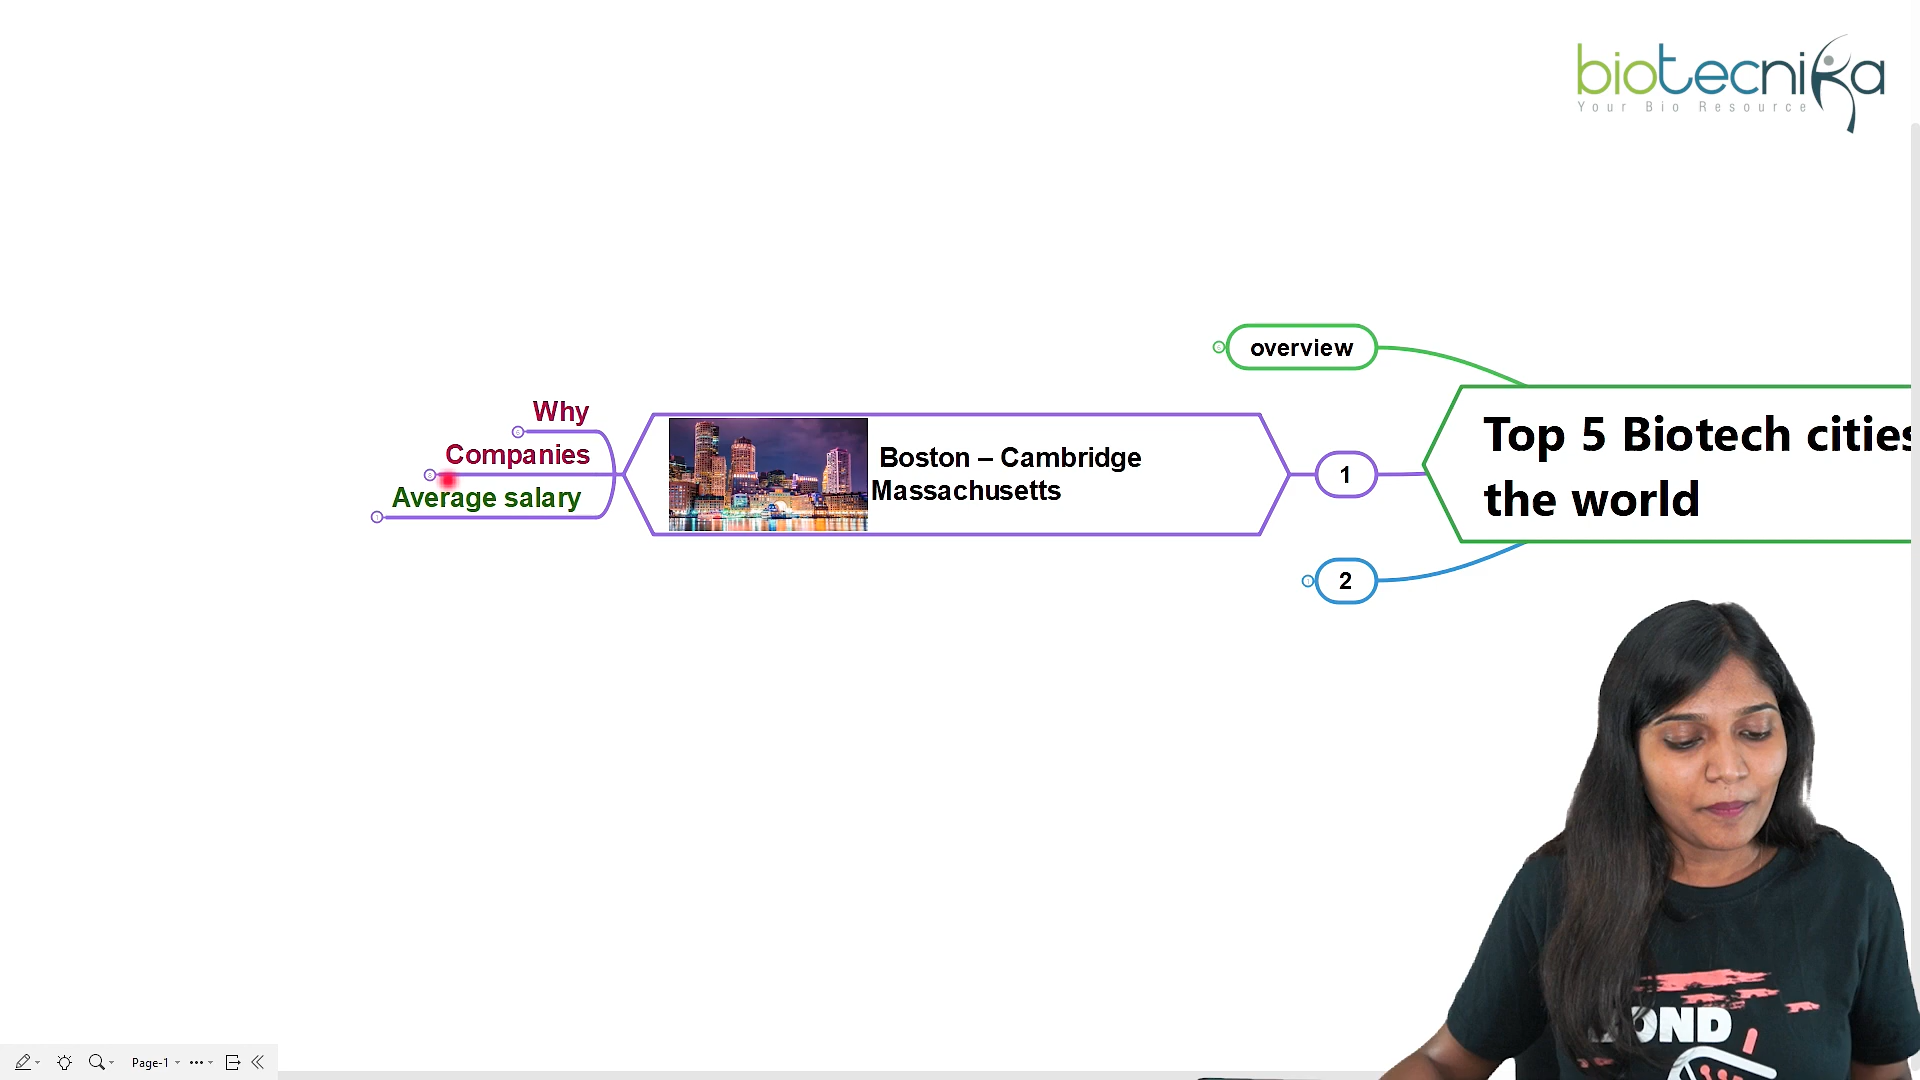 biotecnika
Your Bio Resource
overview
Why
Companies
Average salary
Boston – Cambridge
Massachusetts
1
Top 5 Biotech cities
the world
2
OND
Page-1